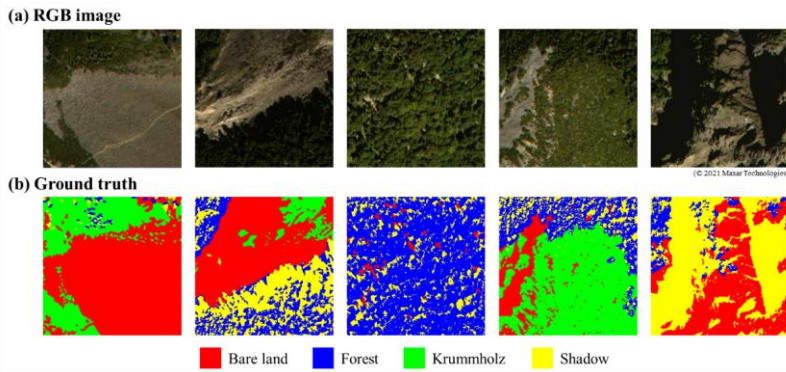 (a) RGB image
(© 2021 Maxar Technologies
(b) Ground truth
Bare land Forest Krummholz Shadow